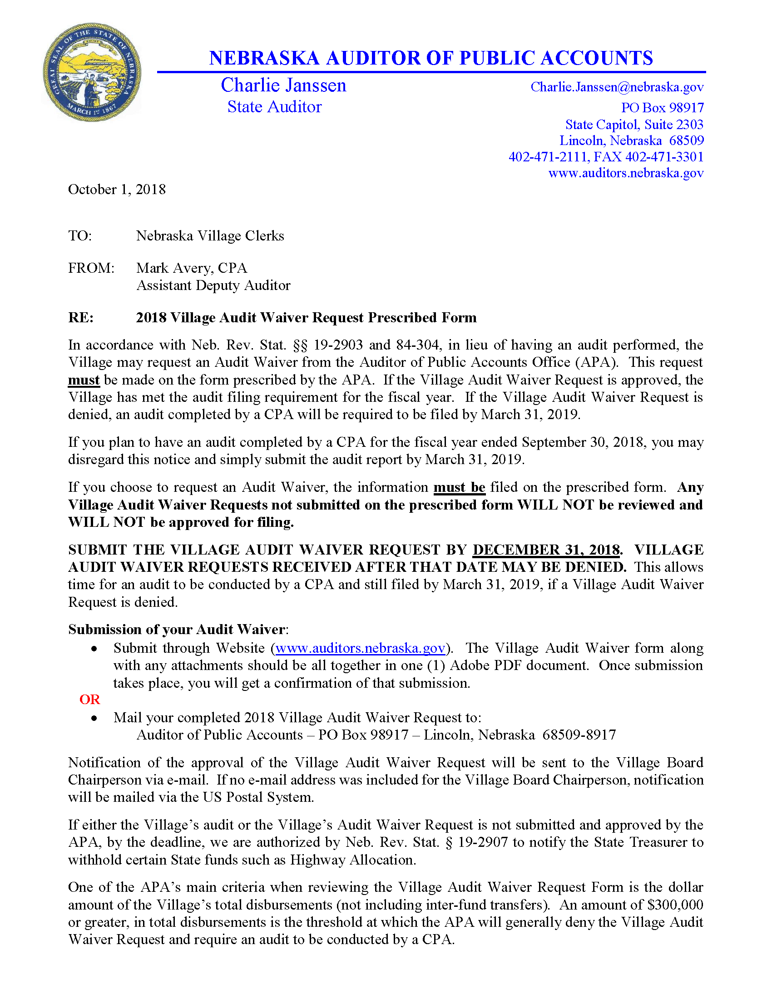 GREAT SEAL OF THE STATE OF NEBRASKA
MARCH 1ST 1867
NEBRASKA AUDITOR OF PUBLIC ACCOUNTS
Charlie Janssen Charlie.Janssen@nebraska.gov
State Auditor PO Box 98917
State Capitol, Suite 2303
Lincoln, Nebraska 68509
402-471-2111, FAX 402-471-3301
www.auditors.nebraska.gov
October 1, 2018
TO: Nebraska Village Clerks
FROM: Mark Avery, CPA
Assistant Deputy Auditor
RE: 2018 Village Audit Waiver Request Prescribed Form
In accordance with Neb. Rev. Stat. §§ 19-2903 and 84-304, in lieu of having an audit performed, the
Village may request an Audit Waiver from the Auditor of Public Accounts Office (APA). This request
must be made on the form prescribed by the APA. If the Village Audit Waiver Request is approved, the
Village has met the audit filing requirement for the fiscal year. If the Village Audit Waiver Request is
denied, an audit completed by a CPA will be required to be filed by March 31, 2019.
If you plan to have an audit completed by a CPA for the fiscal year ended September 30, 2018, you may
disregard this notice and simply submit the audit report by March 31, 2019.
If you choose to request an Audit Waiver, the information must be filed on the prescribed form. Any
Village Audit Waiver Requests not submitted on the prescribed form WILL NOT be reviewed and
WILL NOT be approved for filing.
SUBMIT THE VILLAGE AUDIT WAIVER REQUEST BY DECEMBER 31, 2018. VILLAGE
AUDIT WAIVER REQUESTS RECEIVED AFTER THAT DATE MAY BE DENIED. This allows
time for an audit to be conducted by a CPA and still filed by March 31, 2019, if a Village Audit Waiver
Request is denied.
Submission of your Audit Waiver:
• Submit through Website (www.auditors.nebraska.gov). The Village Audit Waiver form along
with any attachments should be all together in one (1) Adobe PDF document. Once submission
takes place, you will get a confirmation of that submission.
OR
• Mail your completed 2018 Village Audit Waiver Request to:
Auditor of Public Accounts – PO Box 98917 – Lincoln, Nebraska 68509-8917
Notification of the approval of the Village Audit Waiver Request will be sent to the Village Board
Chairperson via e-mail. If no e-mail address was included for the Village Board Chairperson, notification
will be mailed via the US Postal System.
If either the Village’s audit or the Village’s Audit Waiver Request is not submitted and approved by the
APA, by the deadline, we are authorized by Neb. Rev. Stat. § 19-2907 to notify the State Treasurer to
withhold certain State funds such as Highway Allocation.
One of the APA’s main criteria when reviewing the Village Audit Waiver Request Form is the dollar
amount of the Village’s total disbursements (not including inter-fund transfers). An amount of $300,000
or greater, in total disbursements is the threshold at which the APA will generally deny the Village Audit
Waiver Request and require an audit to be conducted by a CPA.